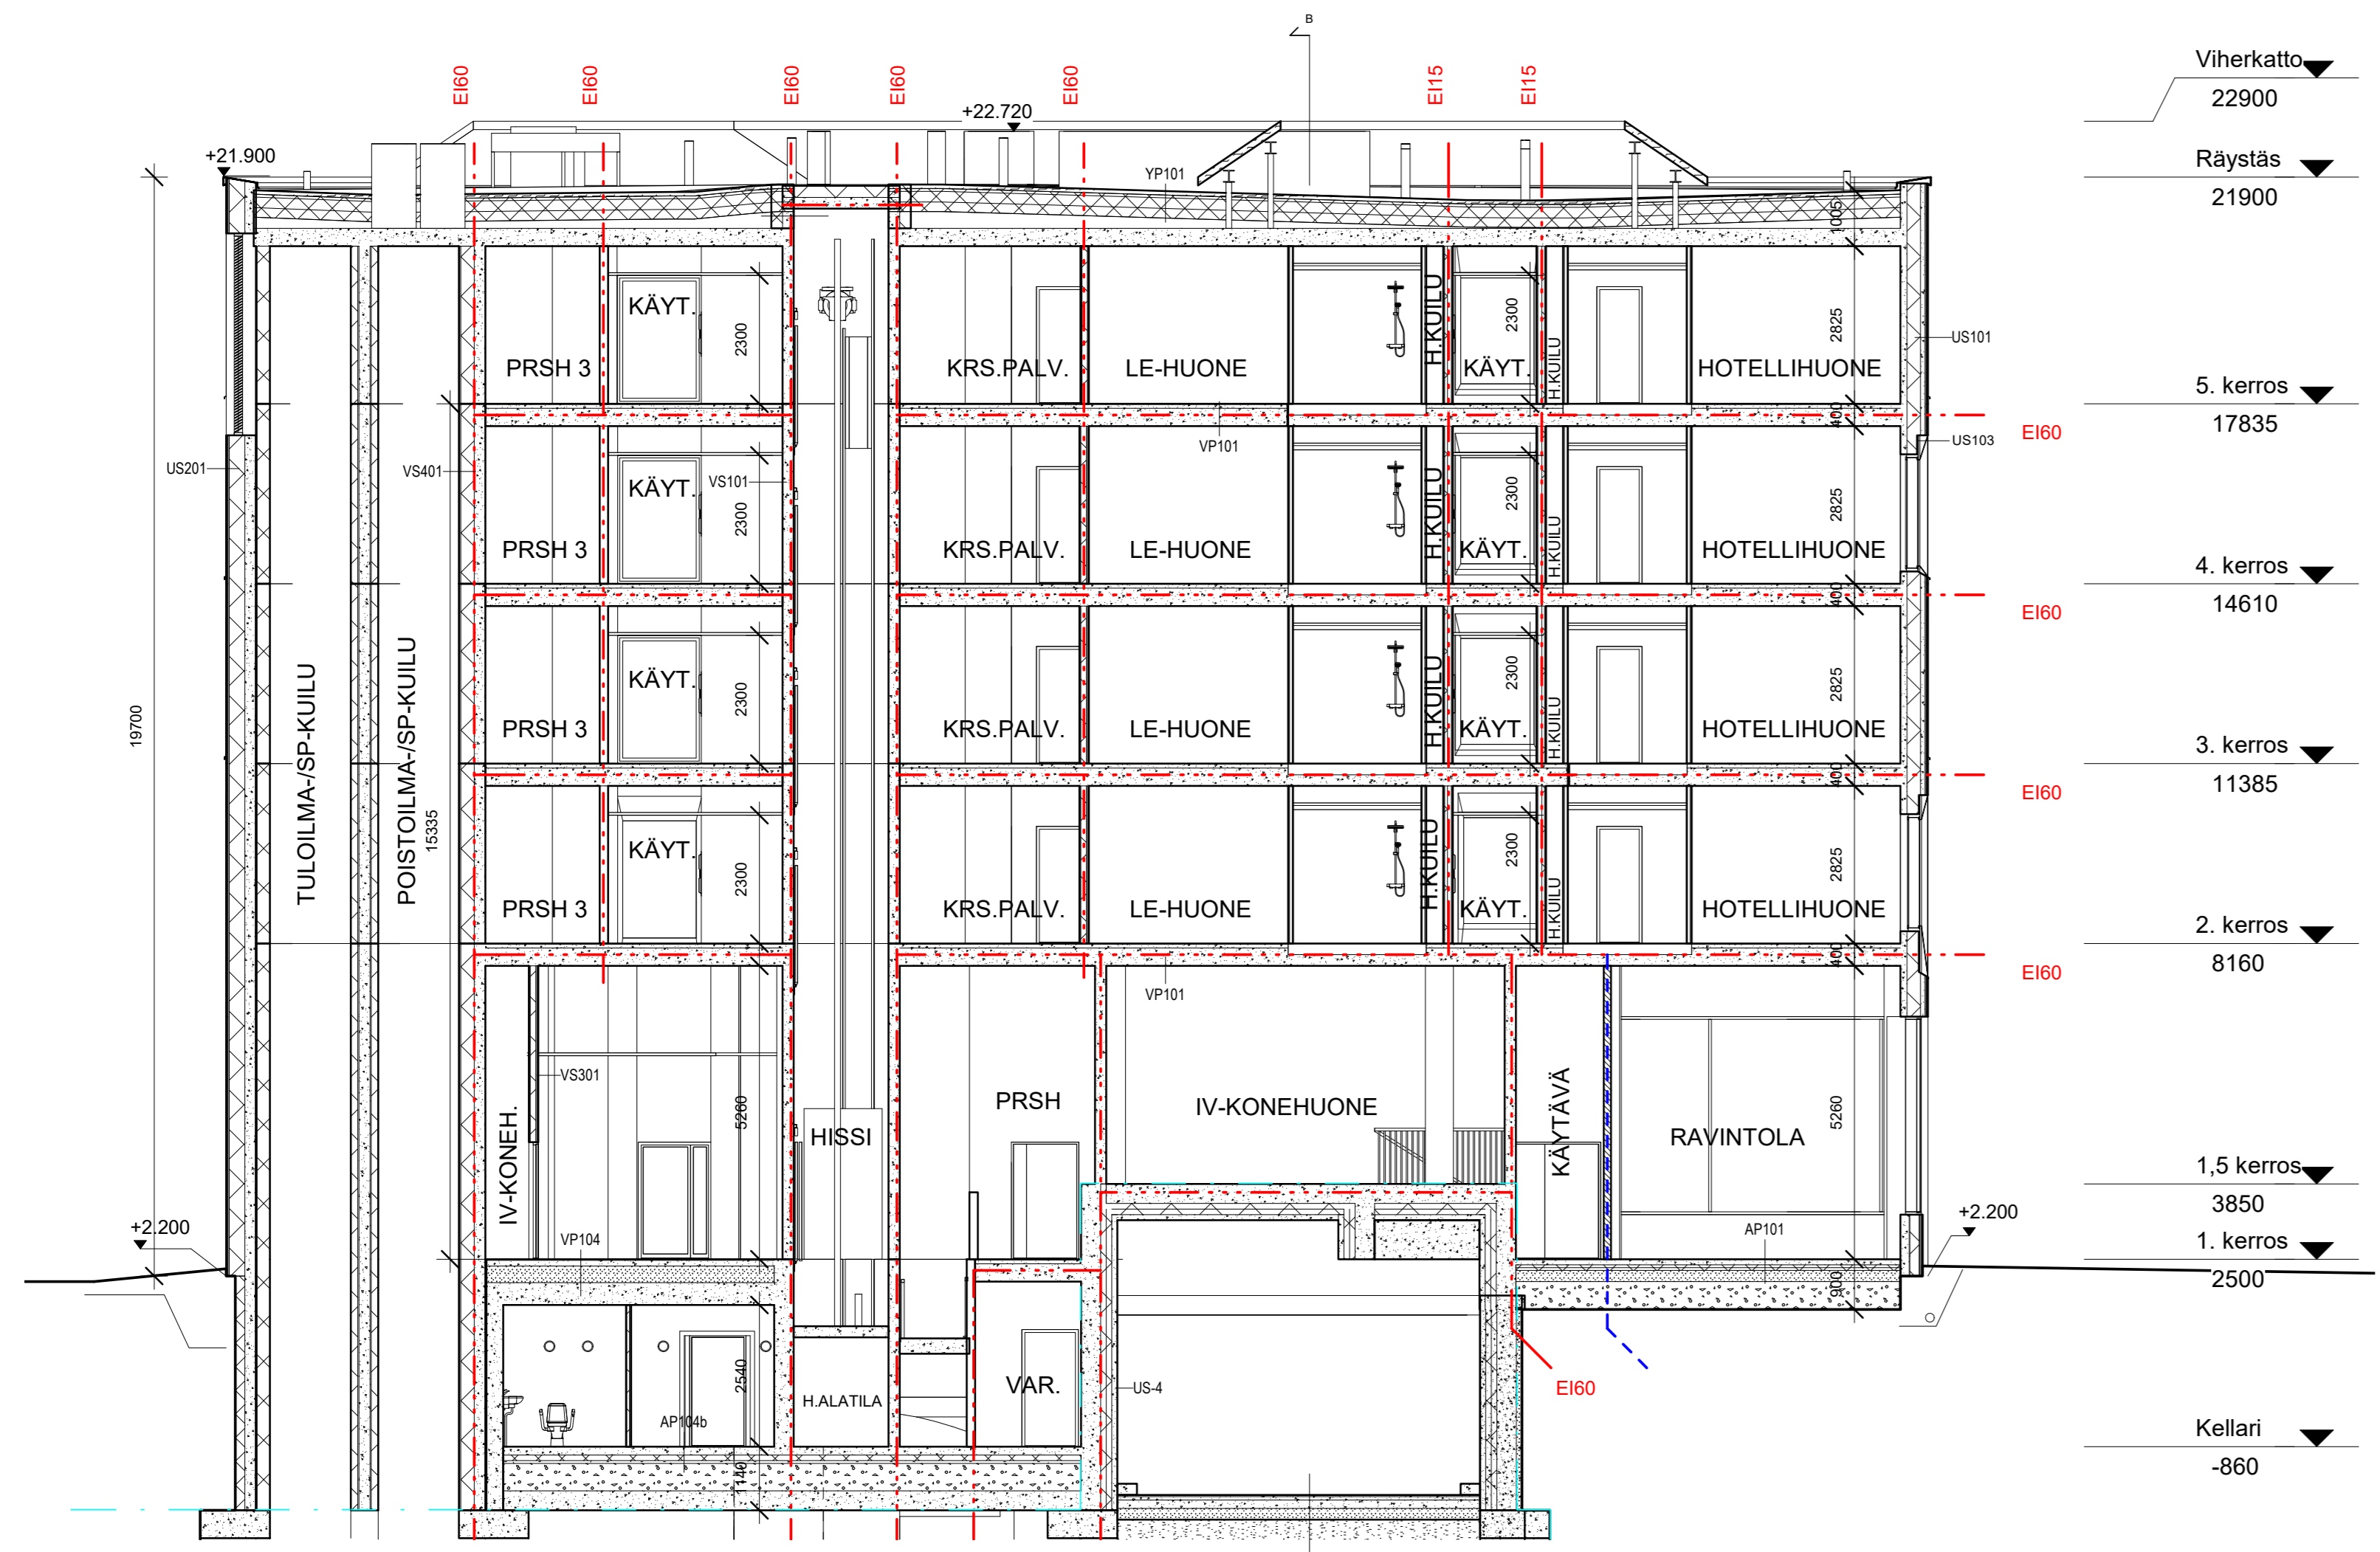 B
Viherkatto
22900
EI60
EI60
EI60
EI60
EI60
EI15
EI15
+22.720
+21.900
YP101
Räystäs
21900
1005
KÄYT.
2300
PRSH 3
KRS.PALV.
LE-HUONE
H.KUILU
2300
KÄYT.
H.KUILU
2825
HOTELLIHUONE
US101
5. kerros
17835
400
EI60
US103
VP101
US201
VS401
VS101
KÄYT.
2300
PRSH 3
KRS.PALV.
LE-HUONE
H.KUILU
2300
KÄYT.
H.KUILU
2825
HOTELLIHUONE
4. kerros
14610
400
EI60
19700
TULOILMA-/SP-KUILU
POISTOILMA-/SP-KUILU
15335
KÄYT.
2300
PRSH 3
KRS.PALV.
LE-HUONE
H.KUILU
2300
KÄYT.
H.KUILU
2825
HOTELLIHUONE
3. kerros
11385
400
EI60
KÄYT.
2300
PRSH 3
KRS.PALV.
LE-HUONE
H.KUILU
2300
KÄYT.
H.KUILU
2825
HOTELLIHUONE
2. kerros
8160
400
EI60
VP101
VS301
IV-KONEH.
5260
HISSI
PRSH
IV-KONEHUONE
KÄYTÄVÄ
RAVINTOLA
5260
1,5 kerros
3850
+2.200
+2.200
VP104
AP101
1. kerros
2500
900
2540
AP104b
H.ALATILA
VAR.
US-4
EI60
Kellari
-860
1140